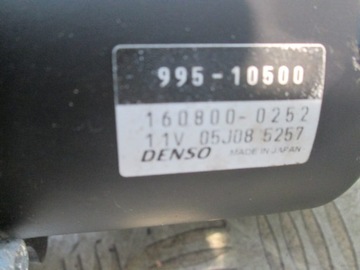 995-10500
160800-0252
11V 05J08 5257
DENSO MADE IN JAPAN